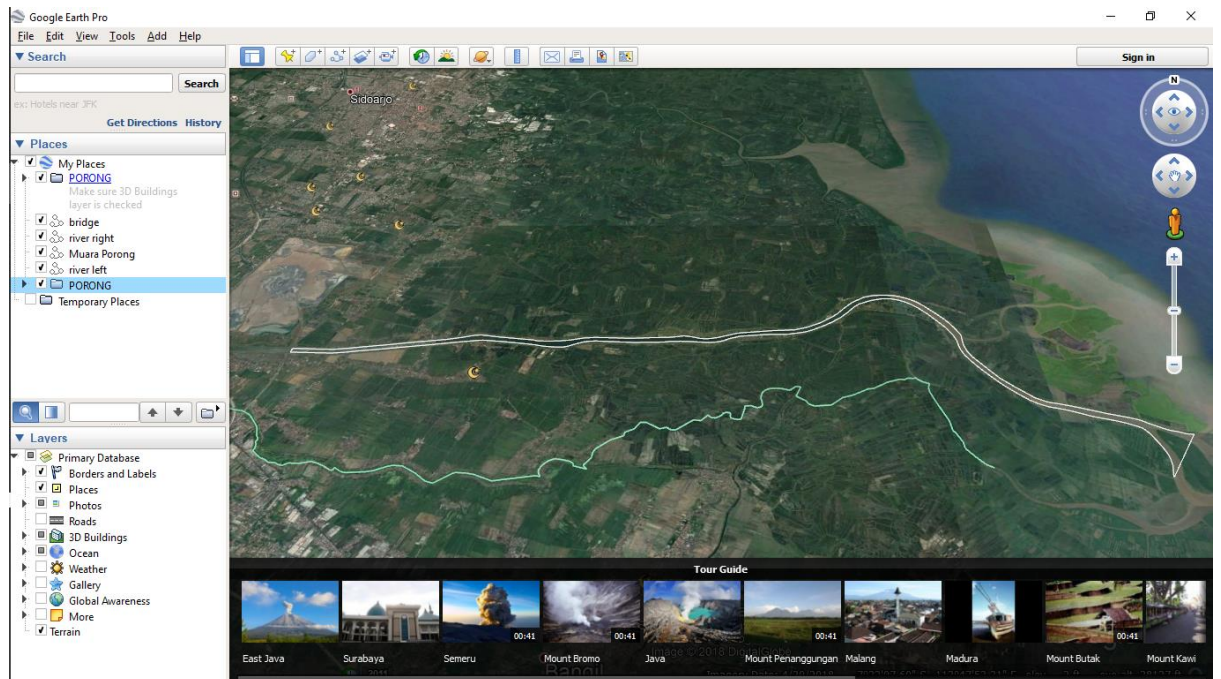 Google Earth Pro
File Edit View Tools Add Help
Search
Sign in
Search
ex: Hotels near JFK
Get Directions History
Places
My Places
PORONG
Make sure 3D Buildings
layer is checked
bridge
river right
Muara Porong
river left
PORONG
Temporary Places
Layers
Primary Database
Borders and Labels
Places
Photos
Roads
3D Buildings
Ocean
Weather
Gallery
Global Awareness
More
Terrain
Sidoarjo
N
Tour Guide
00:41 00:41 00:41 00:41
East Java Surabaya Semeru Mount Bromo Java Mount Penanggungan Malang Madura Mount Butak Mount Kawi
Image © 2018 DigitalGlobe
Bangil